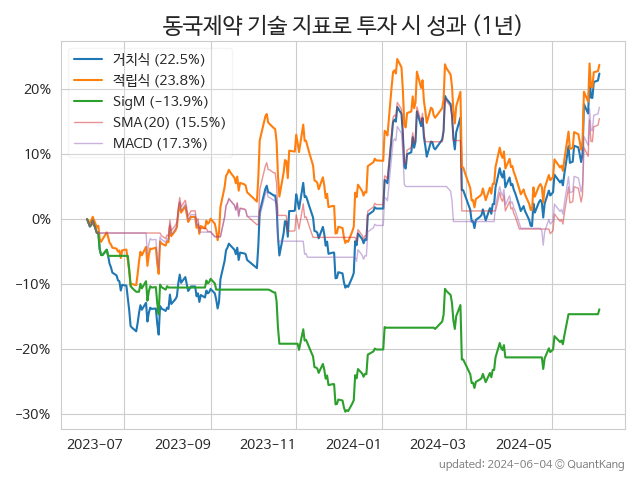 동국제약 기술 지표로 투자 시 성과 (1년)
거치식 (22.5%)
적립식 (23.8%)
SigM (−13.9%)
SMA(20) (15.5%)
MACD (17.3%)
20%
10%
0%
−10%
−20%
−30%
2023-07 2023-09 2023-11 2024-01 2024-03 2024-05
updated: 2024-06-04 © QuantKang